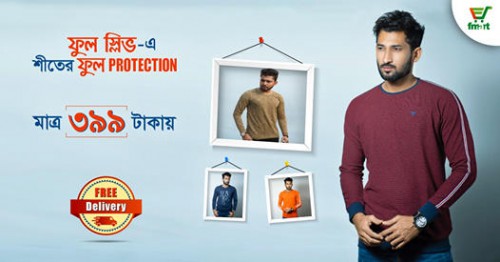 ফুল স্লিভ-এ
শীতের ফুল PROTECTION
মাত্র ৩৯৯ টাকায়
FREE
Delivery
fmart